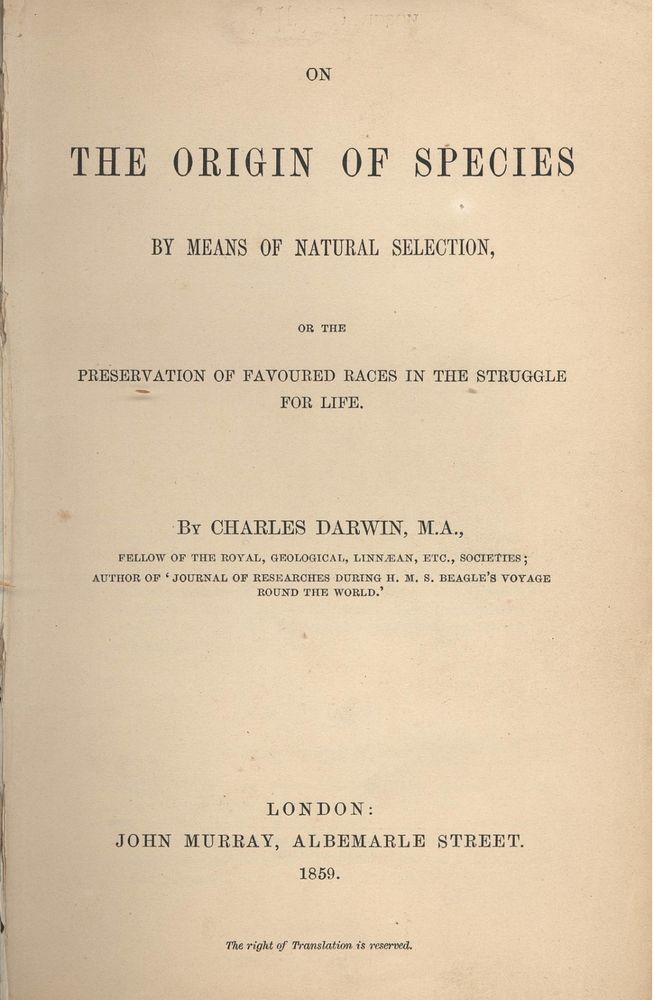 ON
THE ORIGIN OF SPECIES
BY MEANS OF NATURAL SELECTION,
OR THE
PRESERVATION OF FAVOURED RACES IN THE STRUGGLE
FOR LIFE.
BY CHARLES DARWIN, M.A.,
FELLOW OF THE ROYAL, GEOLOGICAL, LINNÆAN, ETC., SOCIETIES;
AUTHOR OF ‘JOURNAL OF RESEARCHES DURING H. M. S. BEAGLE’S VOYAGE
ROUND THE WORLD.’
LONDON:
JOHN MURRAY, ALBEMARLE STREET.
1859.
The right of Translation is reserved.